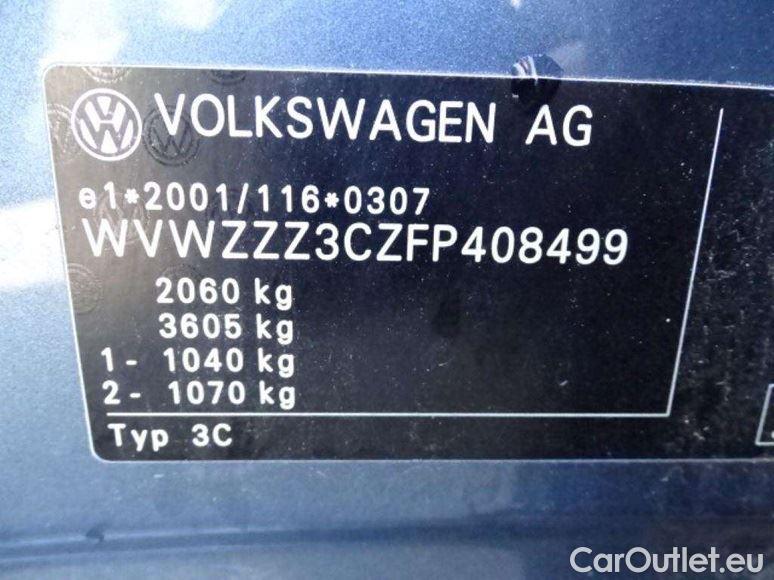 VOLKSWAGEN AG
e1*2001/116*0307
WVWZZZ3CZFP408499
2060 kg
3605 kg
1- 1040 kg
2- 1070 kg
Typ 3C
CarOutlet.eu